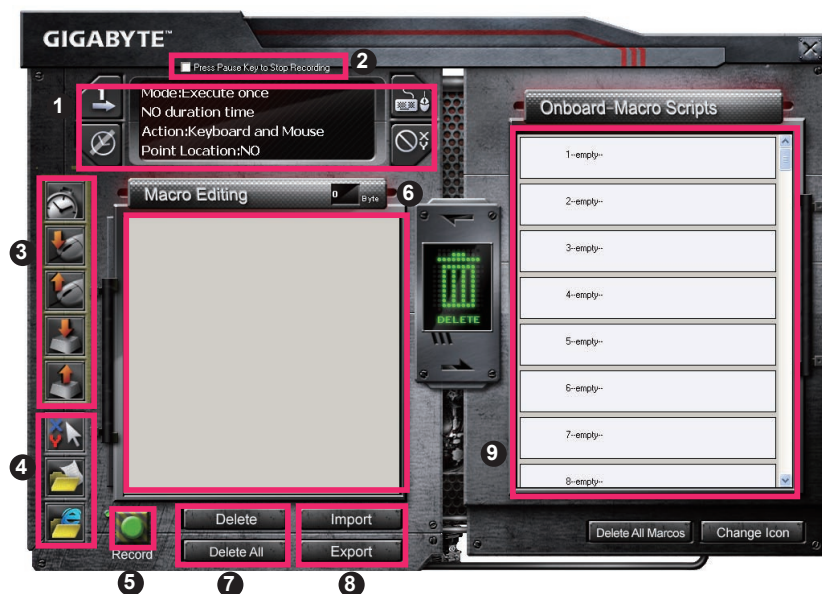 GIGABYTE™
Press Pause Key to Stop Recording
2
1
1
Mode:Execute once
NO duration time
Action:Keyboard and Mouse
Point Location:NO
X
Y
Onboard-Macro Scripts
Macro Editing
0
Byte
6
1--empty--
2--empty--
3--empty--
4--empty--
5--empty--
6--empty--
7--empty--
8--empty--
3
DELETE
4
X
Y
9
Record
Delete
Import
Delete All
Export
Delete All Marcos
Change Icon
5
7
8